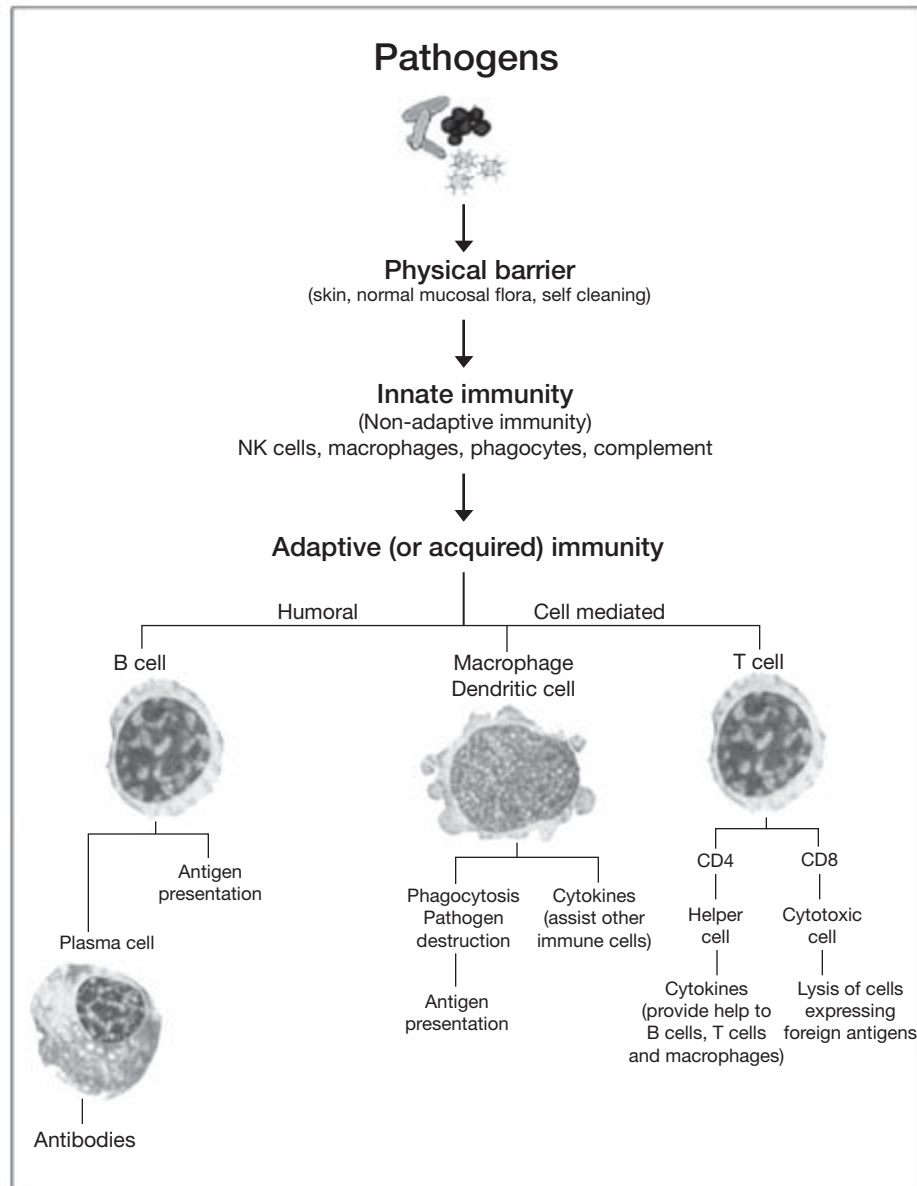 Pathogens
Physical barrier
(skin, normal mucosal flora, self cleaning)
Innate immunity
(Non-adaptive immunity)
NK cells, macrophages, phagocytes, complement
Adaptive (or acquired) immunity
Humoral
Cell mediated
B cell
Macrophage
Dendritic cell
T cell
Antigen
presentation
Plasma cell
Antibodies
Phagocytosis
Pathogen
destruction
Antigen
presentation
Cytokines
(assist other
immune cells)
CD4
Helper
cell
Cytokines
(provide help to
B cells, T cells
and macrophages)
CD8
Cytotoxic
cell
Lysis of cells
expressing
foreign antigens